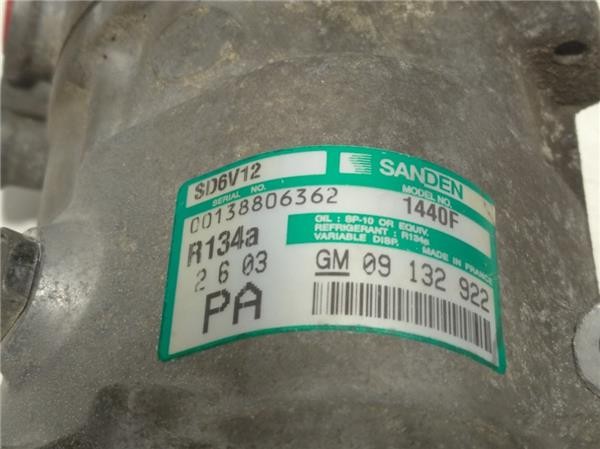 SD6V12
SANDEN
SERIAL NO.
MODEL NO.
00138806362
1440F
OIL : SP-10 OR EQUIV.
REFRIGERANT : R134a
VARIABLE DISP.
MADE IN FRANCE
R134a
2 6 03
GM 09 132 922
PA